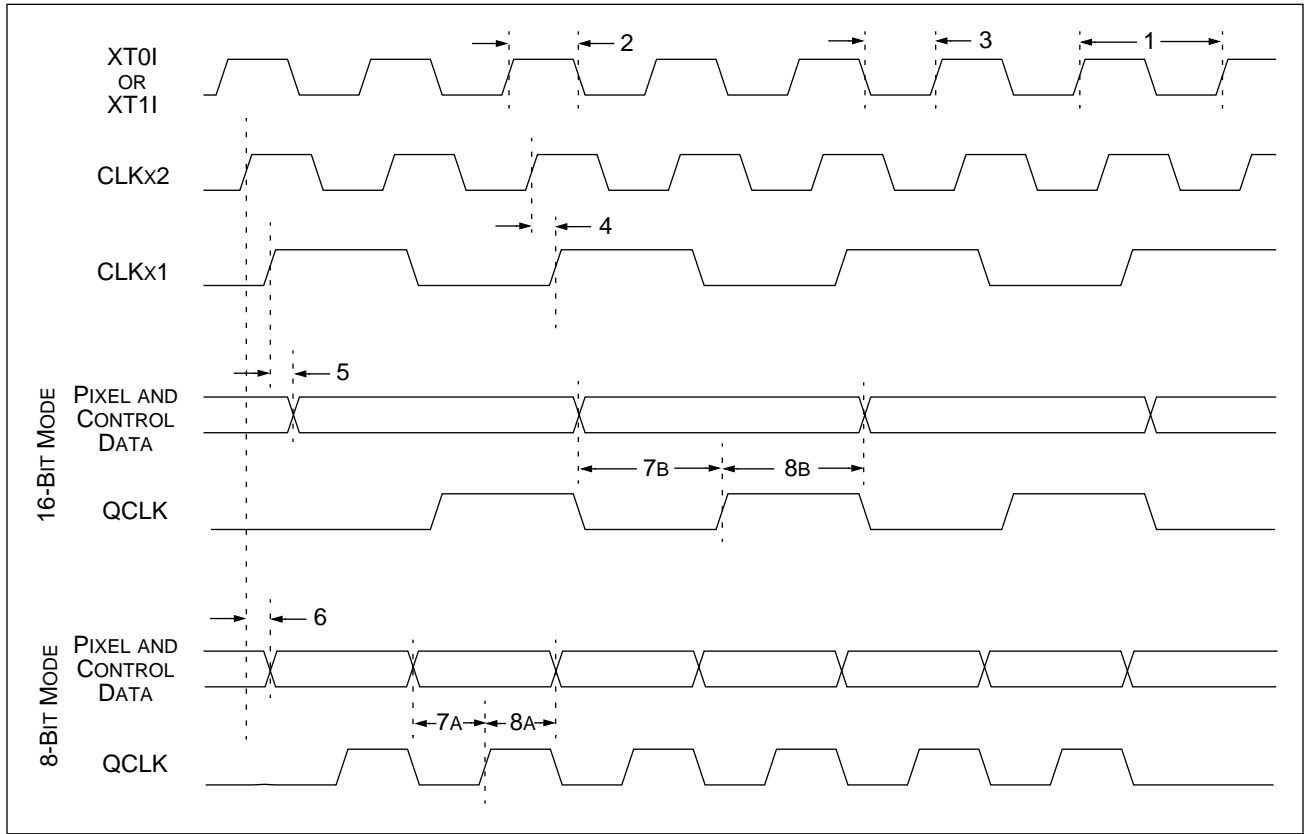 XT0I
OR
XT1I
2
3
1
CLKX2
4
CLKX1
16-BIT MODE
5
PIXEL AND
CONTROL
DATA
7B
8B
QCLK
8-BIT MODE
6
PIXEL AND
CONTROL
DATA
7A
8A
QCLK